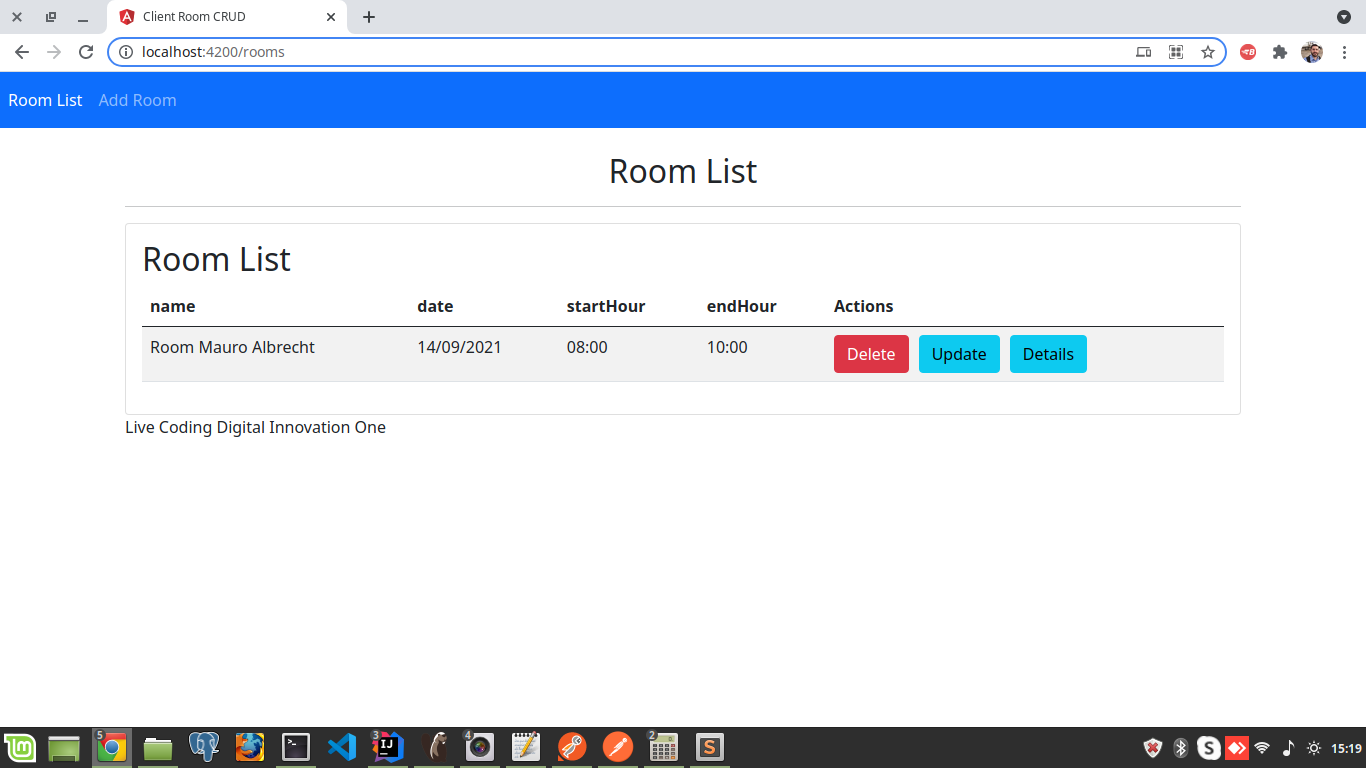 Client Room CRUD
localhost:4200/rooms
Room List Add Room
Room List
Room List
name date startHour endHour Actions
Room Mauro Albrecht 14/09/2021 08:00 10:00 Delete Update Details
Live Coding Digital Innovation One
5 3 4 2 15:19